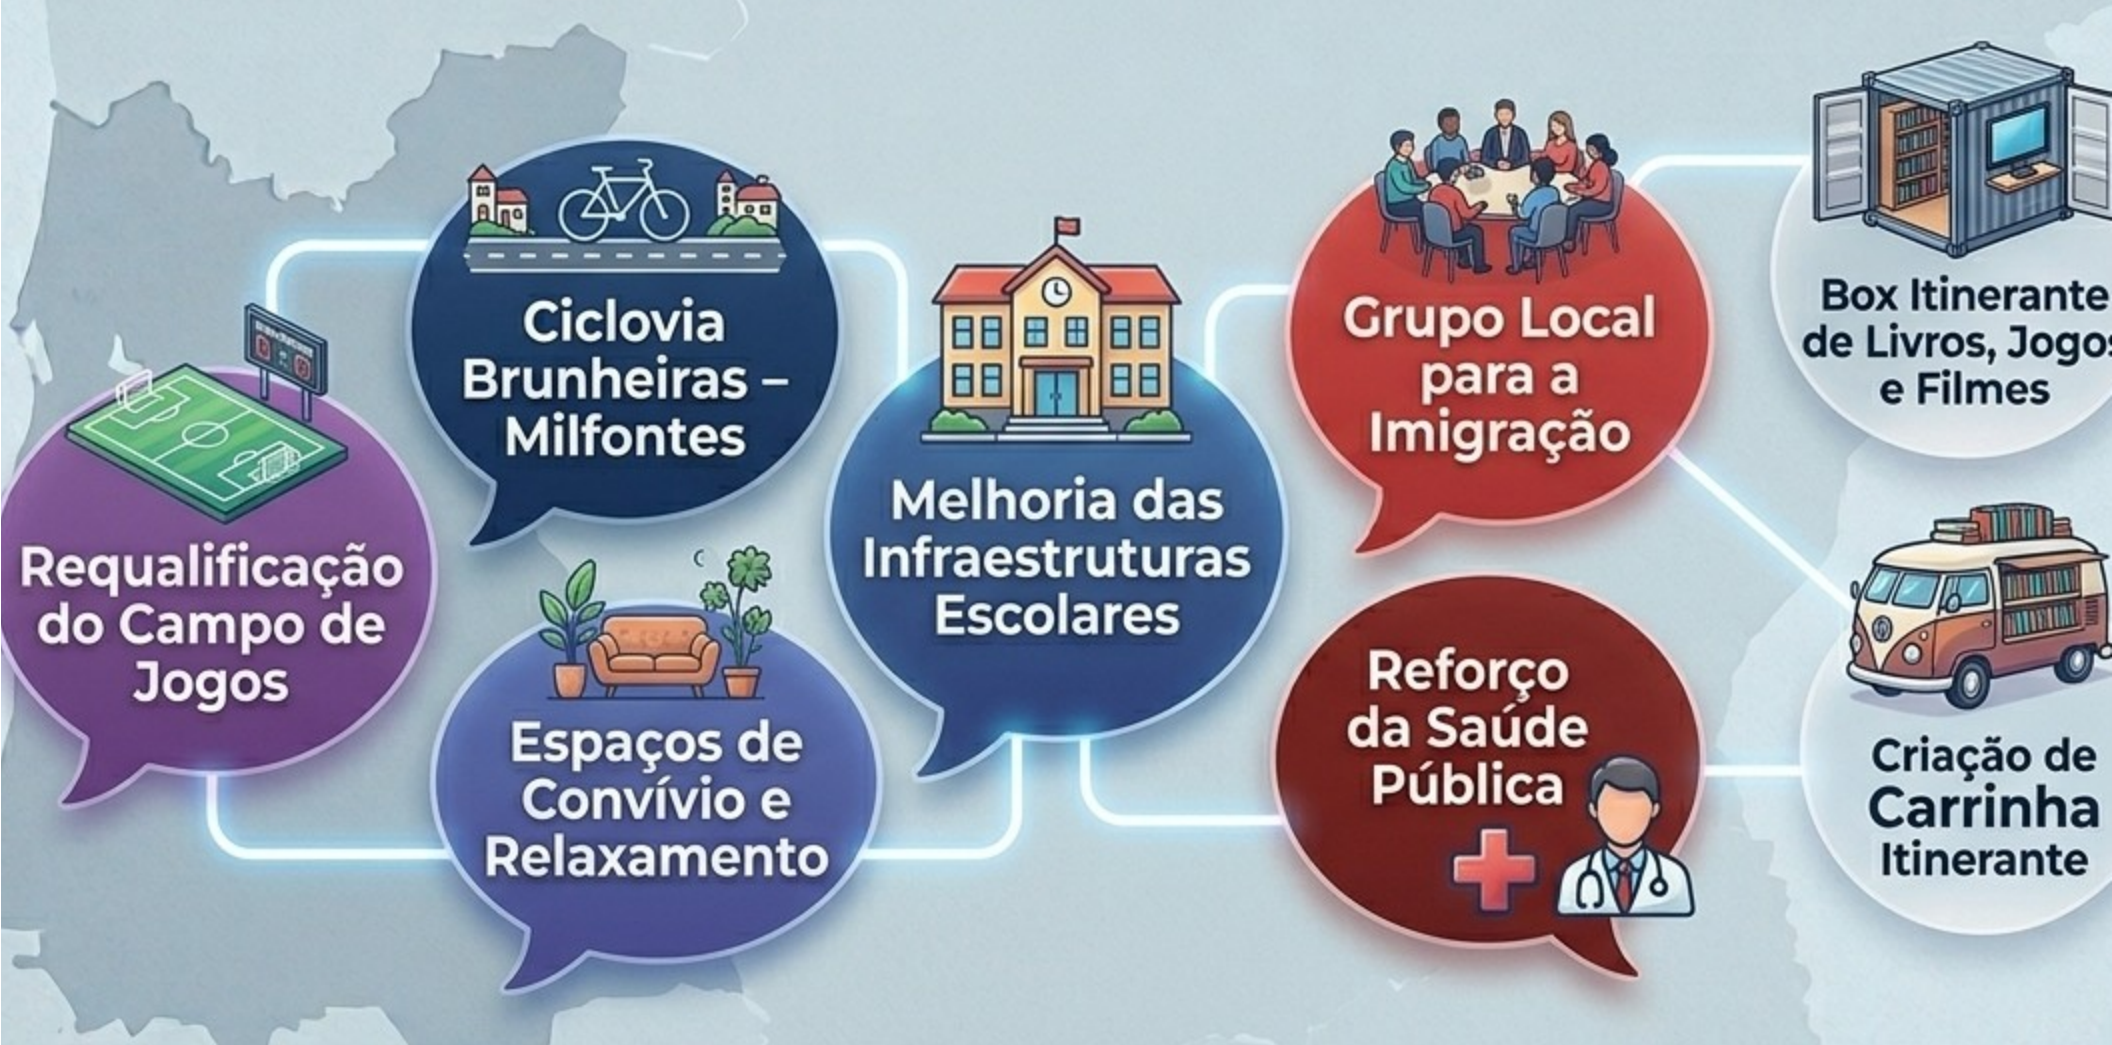 Requalificação
do Campo de
Jogos
Ciclovia
Brunheiras –
Milfontes
Espaços de
Convívio e
Relaxamento
Melhoria das
Infraestruturas
Escolares
Grupo Local
para a
Imigração
Reforço
da Saúde
Pública
Box Itinerante
de Livros, Jogos
e Filmes
Criação de
Carrinha
Itinerante